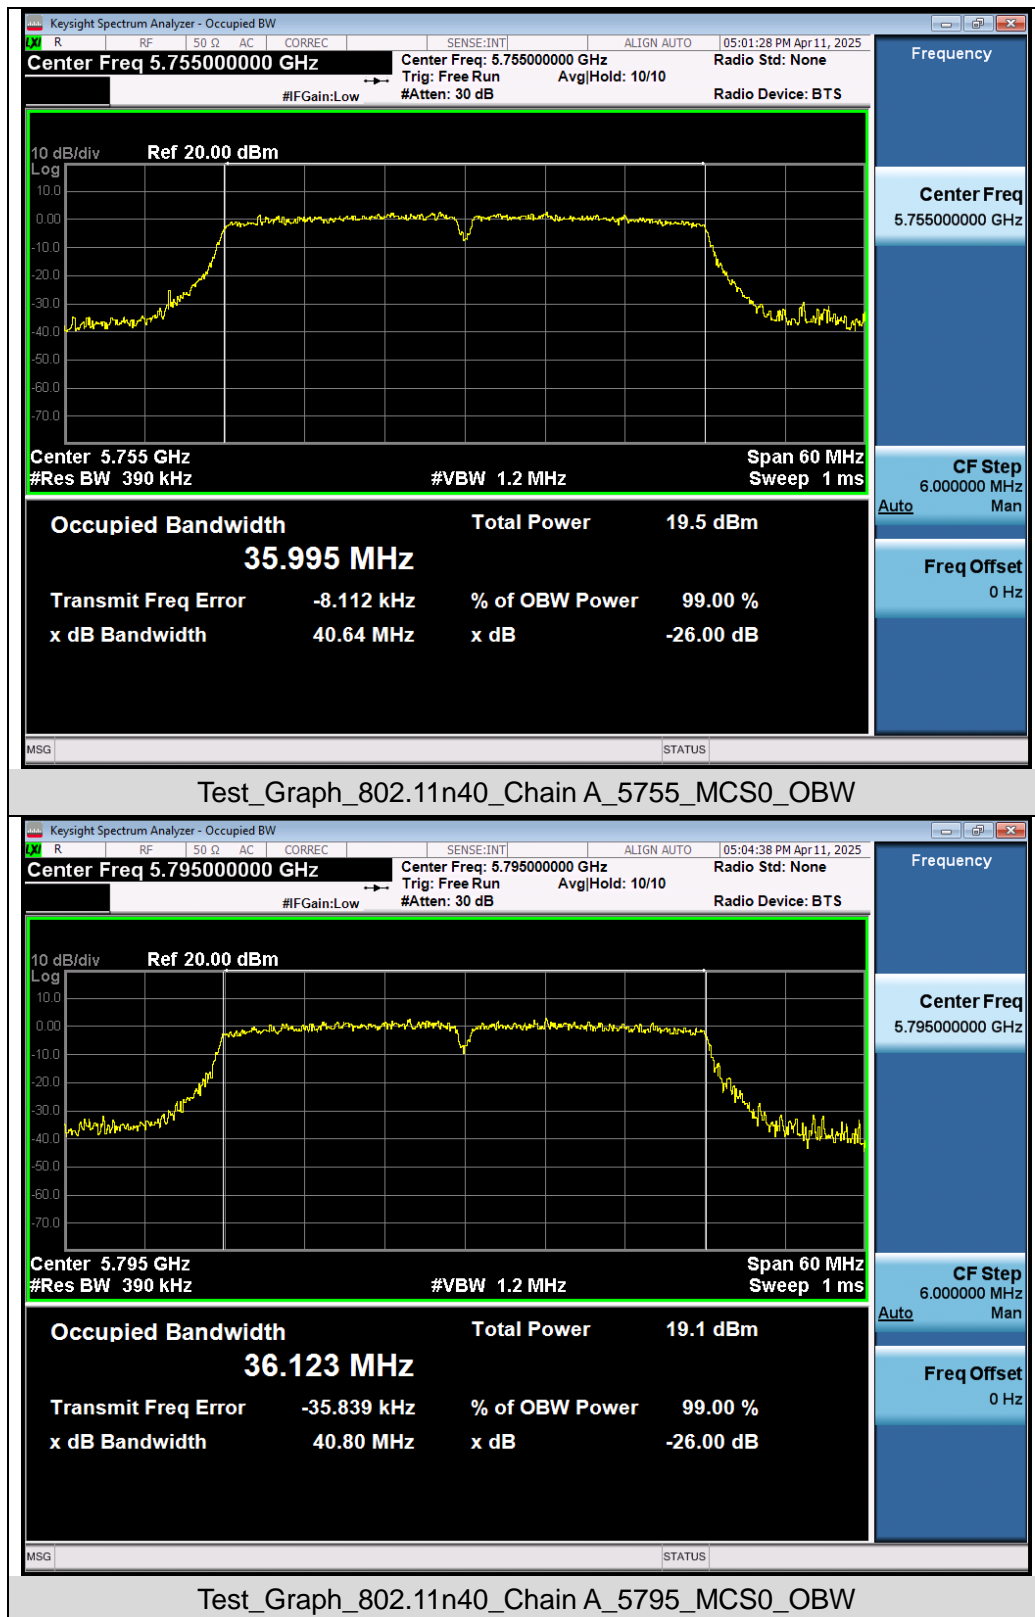 Keysight Spectrum Analyzer - Occupied BW
LXI R RF 50 Ω AC CORREC SENSE:INT ALIGN AUTO 05:01:28 PM Apr 11, 2025
Center Freq 5.755000000 GHz
Center Freq: 5.755000000 GHz Radio Std: None
Trig: Free Run Avg|Hold: 10/10
#IFGain:Low #Atten: 30 dB Radio Device: BTS
Frequency
10 dB/div Ref 20.00 dBm
Log
10.0
0.00
-10.0
-20.0
-30.0
-40.0
-50.0
-60.0
-70.0
Center 5.755 GHz Span 60 MHz
#Res BW 390 kHz #VBW 1.2 MHz Sweep 1 ms
Center Freq
5.755000000 GHz
CF Step
6.000000 MHz
Auto Man
Freq Offset
0 Hz
Occupied Bandwidth Total Power 19.5 dBm
35.995 MHz
Transmit Freq Error -8.112 kHz % of OBW Power 99.00 %
x dB Bandwidth 40.64 MHz x dB -26.00 dB
MSG STATUS
Test_Graph_802.11n40_Chain A_5755_MCS0_OBW
Keysight Spectrum Analyzer - Occupied BW
LXI R RF 50 Ω AC CORREC SENSE:INT ALIGN AUTO 05:04:38 PM Apr 11, 2025
Center Freq 5.795000000 GHz
Center Freq: 5.795000000 GHz Radio Std: None
Trig: Free Run Avg|Hold: 10/10
#IFGain:Low #Atten: 30 dB Radio Device: BTS
Frequency
10 dB/div Ref 20.00 dBm
Log
10.0
0.00
-10.0
-20.0
-30.0
-40.0
-50.0
-60.0
-70.0
Center 5.795 GHz Span 60 MHz
#Res BW 390 kHz #VBW 1.2 MHz Sweep 1 ms
Center Freq
5.795000000 GHz
CF Step
6.000000 MHz
Auto Man
Freq Offset
0 Hz
Occupied Bandwidth Total Power 19.1 dBm
36.123 MHz
Transmit Freq Error -35.839 kHz % of OBW Power 99.00 %
x dB Bandwidth 40.80 MHz x dB -26.00 dB
MSG STATUS
Test_Graph_802.11n40_Chain A_5795_MCS0_OBW